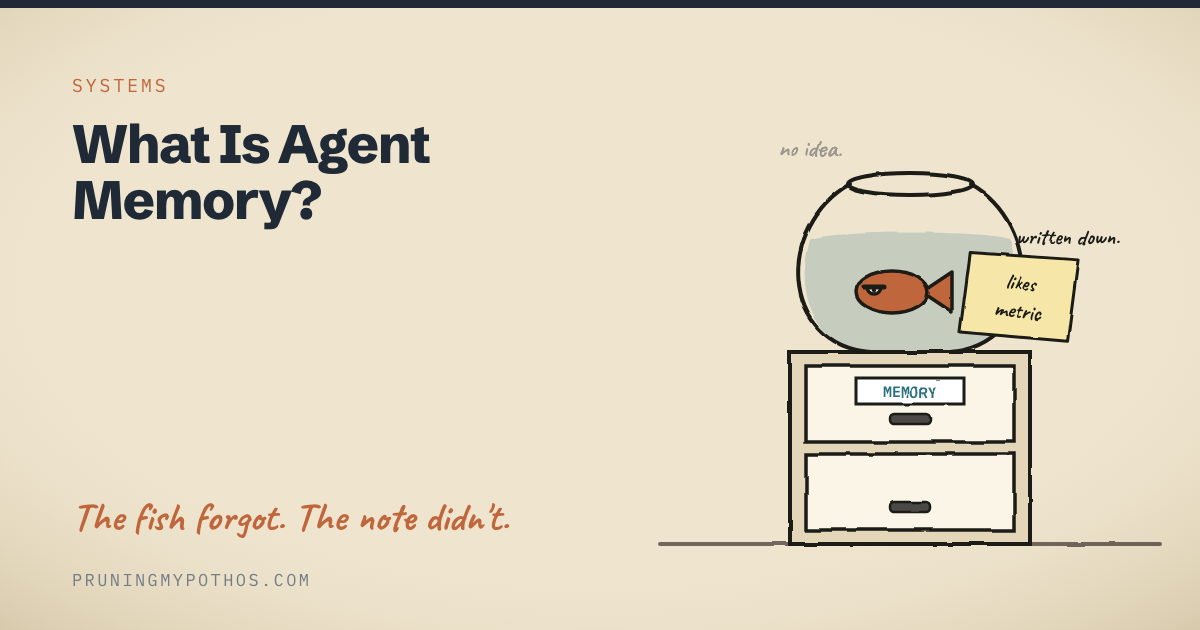 SYSTEMS
What Is Agent
Memory?
no idea.
written down.
likes
metric
MEMORY
The fish forgot. The note didn't.
PRUNINGMYPOTHOS.COM